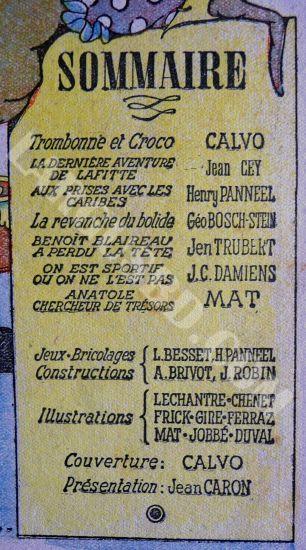 SOMMAIRE
Trombonne et Croco CALVO
LA DERNIÈRE AVENTURE DE LAFITTE Jean CEY
AUX PRISES AVEC LES CARIBES Henry PANNEEL
La revanche du bolide Géo BOSCH-STEIN
BENOÎT BLAIREAU A PERDU LA TÊTE Jen TRUBERT
ON EST SPORTIF OU ON NE L'EST PAS J.C. DAMIENS
ANATOLE CHERCHEUR DE TRÉSORS MAT
Jeux - Bricolages L. BESSET, H. PANNEEL
Constructions A. BRIVOT, J. ROBIN
LECHANTRE - CHENET
Illustrations FRICK - GIRE - FERRAZ
MAT - JOBBÉ - DUVAL
Couverture : CALVO
Présentation : Jean CARON